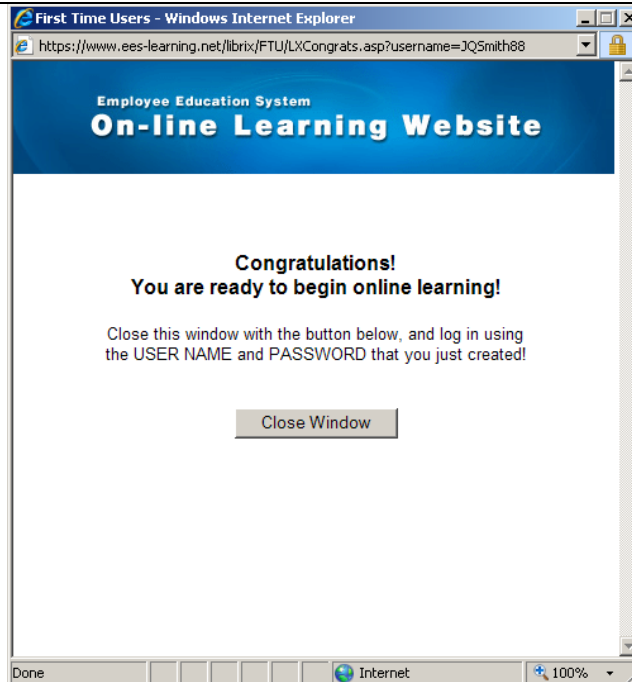 First Time Users - Windows Internet Explorer
https://www.ees-learning.net/librix/FTU/LXCongrats.asp?username=JQSmith88
Employee Education System
On-line Learning Website
Congratulations!
You are ready to begin online learning!
Close this window with the button below, and log in using
the USER NAME and PASSWORD that you just created!
Close Window
Done
Internet
100%